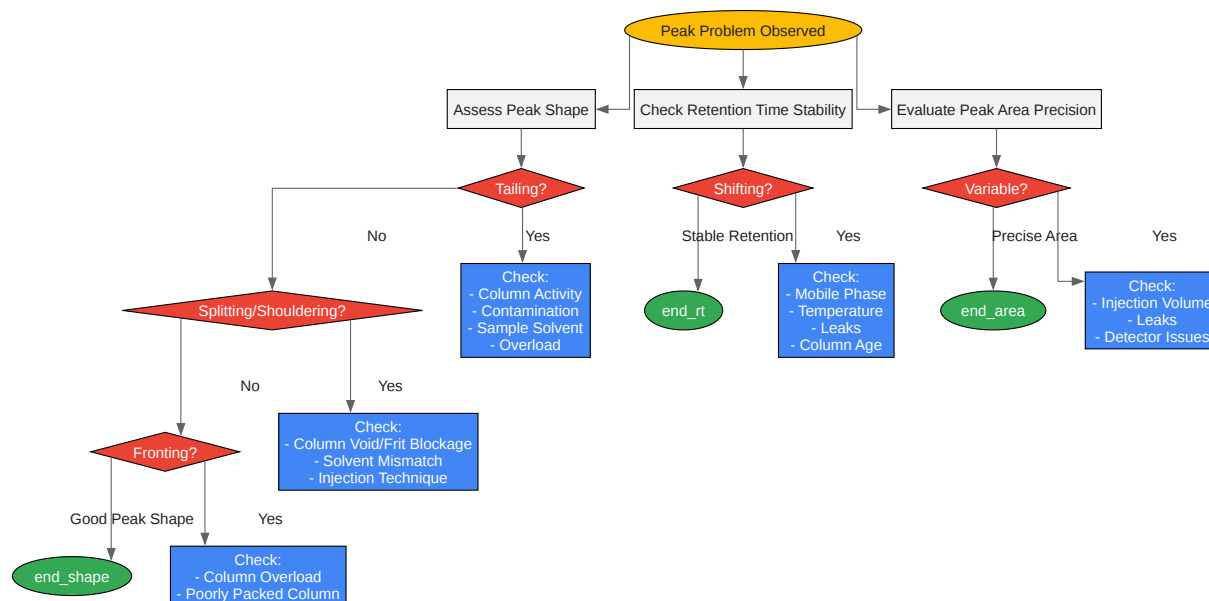 Peak Problem Observed
Assess Peak Shape
Check Retention Time Stability
Evaluate Peak Area Precision
Tailing?
Shifting?
Variable?
No
Yes
Stable Retention
Yes
Precise Area
Yes
Check:
- Column Activity
- Contamination
- Sample Solvent
- Overload
end_rt
Check:
- Mobile Phase
- Temperature
- Leaks
- Column Age
end_area
Check:
- Injection Volume
- Leaks
- Detector Issues
Splitting/Shouldering?
No
Yes
Check:
- Column Void/Frit Blockage
- Solvent Mismatch
- Injection Technique
Fronting?
Good Peak Shape
Yes
end_shape
Check:
- Column Overload
- Poorly Packed Column